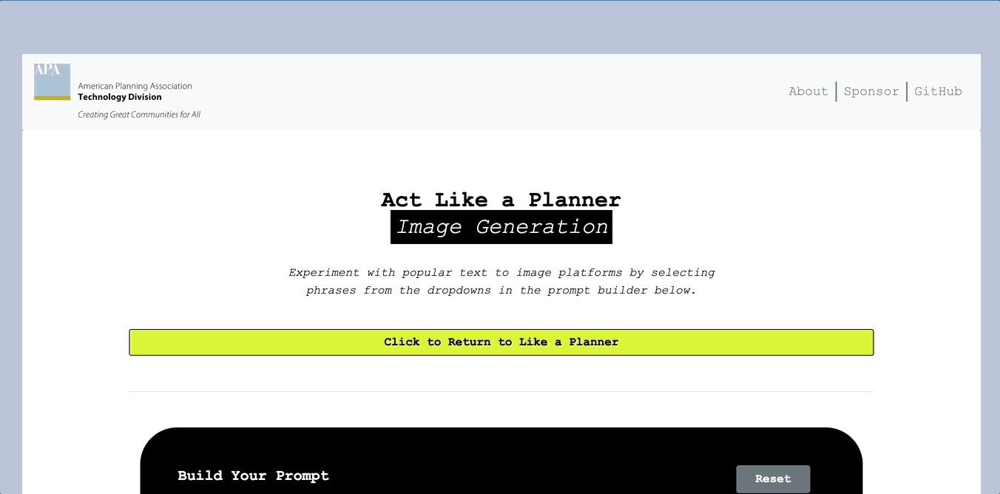 APA
American Planning Association
Technology Division
Creating Great Communities for All
About
Sponsor
GitHub
Act Like a Planner
Image Generation
Experiment with popular text to image platforms by selecting
phrases from the dropdowns in the prompt builder below.
Click to Return to Like a Planner
Build Your Prompt
Reset